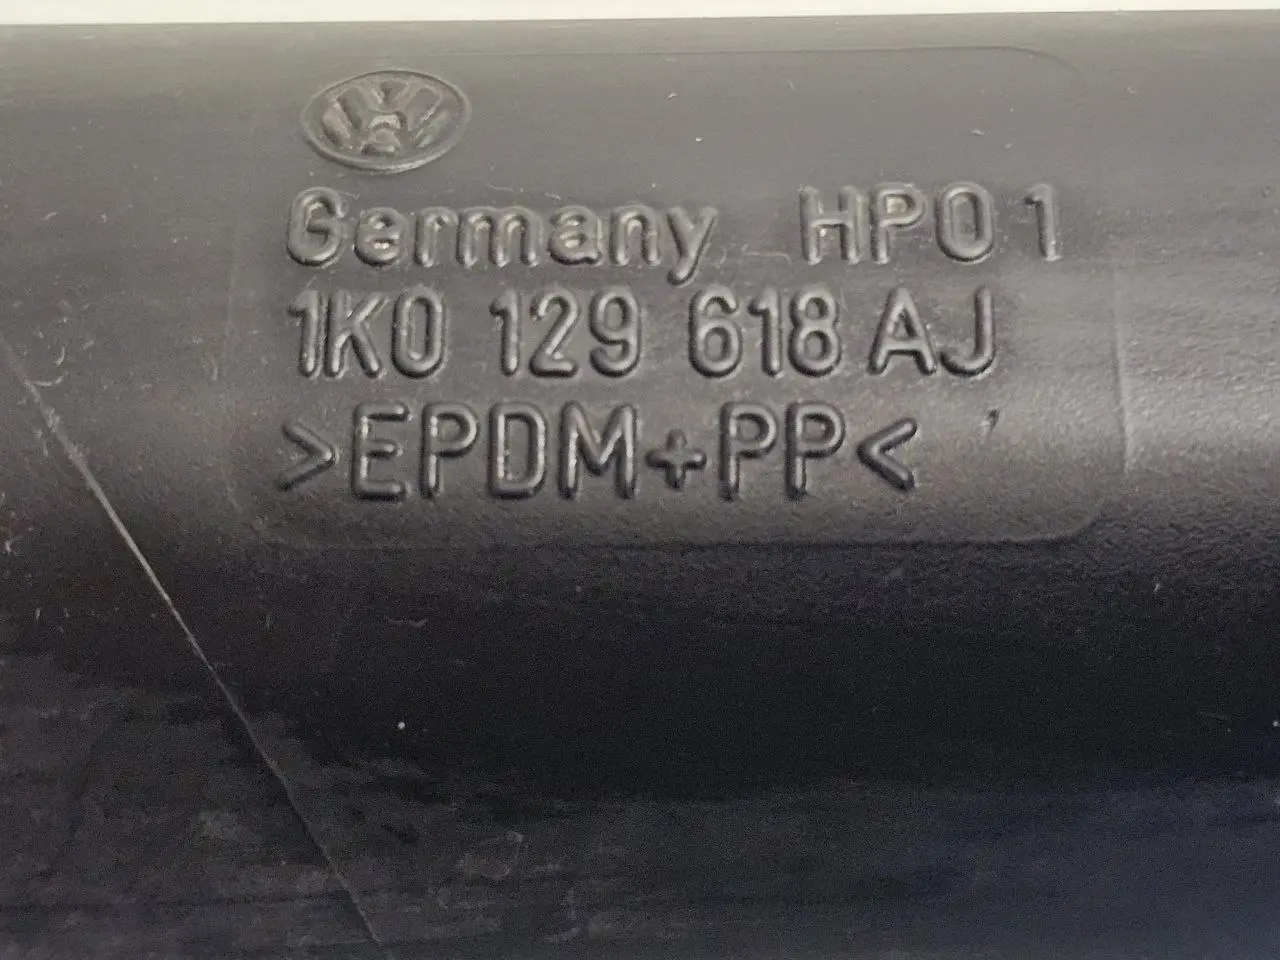 Germany HP01
1K0 129 618 AJ
>EPDM+PP<